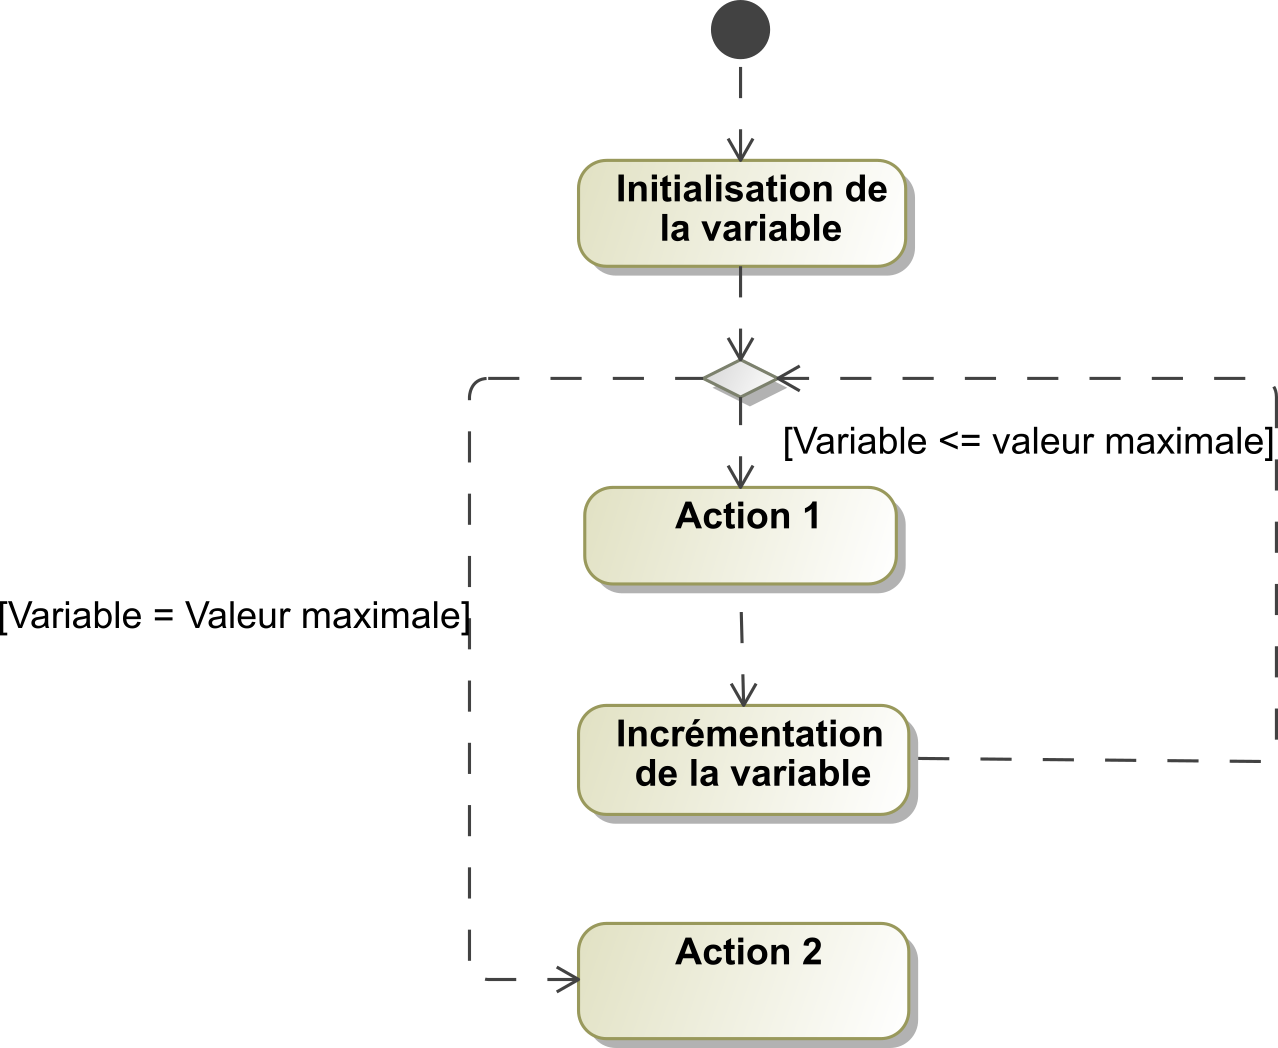 Initialisation de
la variable
[Variable <= valeur maximale]
Action 1
[Variable = Valeur maximale]
Incrémentation
de la variable
Action 2